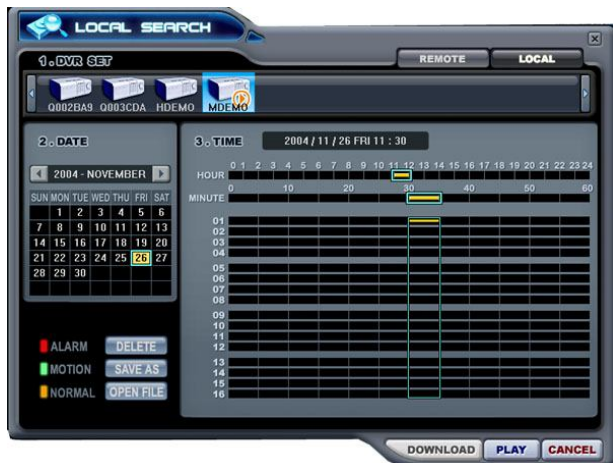 LOCAL SEARCH
1. DVR SET
REMOTE LOCAL
Q002BA9 Q003CDA HDEMO MDEMO
2. DATE
2004 - NOVEMBER
SUN MON TUE WED THU FRI SAT
1 2 3 4 5 6
7 8 9 10 11 12 13
14 15 16 17 18 19 20
21 22 23 24 25 26 27
28 29 30
ALARM DELETE
MOTION SAVE AS
NORMAL OPEN FILE
3. TIME 2004 / 11 / 26 FRI 11 : 30
0 1 2 3 4 5 6 7 8 9 10 11 12 13 14 15 16 17 18 19 20 21 22 23 24
HOUR
0 10 20 30 40 50 60
MINUTE
01
02
03
04
05
06
07
08
09
10
11
12
13
14
15
16
DOWNLOAD PLAY CANCEL